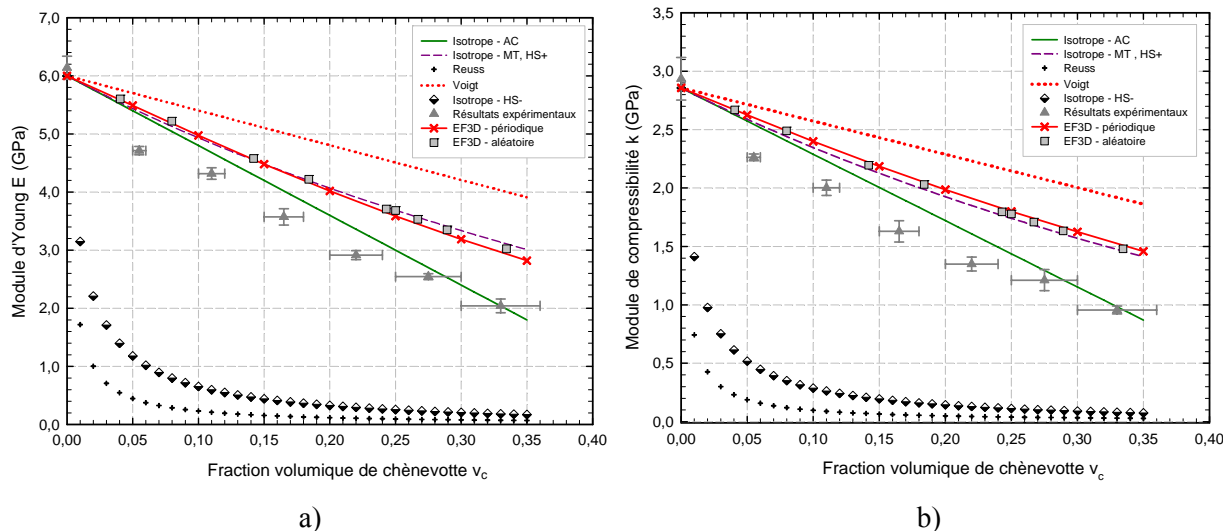 7,0
6,0
5,0
4,0
3,0
2,0
1,0
0,0
Module d'Young E (GPa)
Isotrope - AC
Isotrope - MT, HS+
Reuss
Voigt
Isotrope - HS-
Résultats expérimentaux
EF3D - périodique
EF3D - aléatoire
0,00 0,05 0,10 0,15 0,20 0,25 0,30 0,35 0,40
Fraction volumique de chènevotte vc
a)
3,5
3,0
2,5
2,0
1,5
1,0
0,5
0,0
Module de compressibilité k (GPa)
Isotrope - AC
Isotrope - MT , HS+
Reuss
Voigt
Isotrope - HS-
Résultats expérimentaux
EF3D - périodique
EF3D - aléatoire
0,00 0,05 0,10 0,15 0,20 0,25 0,30 0,35 0,40
Fraction volumique de chènevotte vc
b)